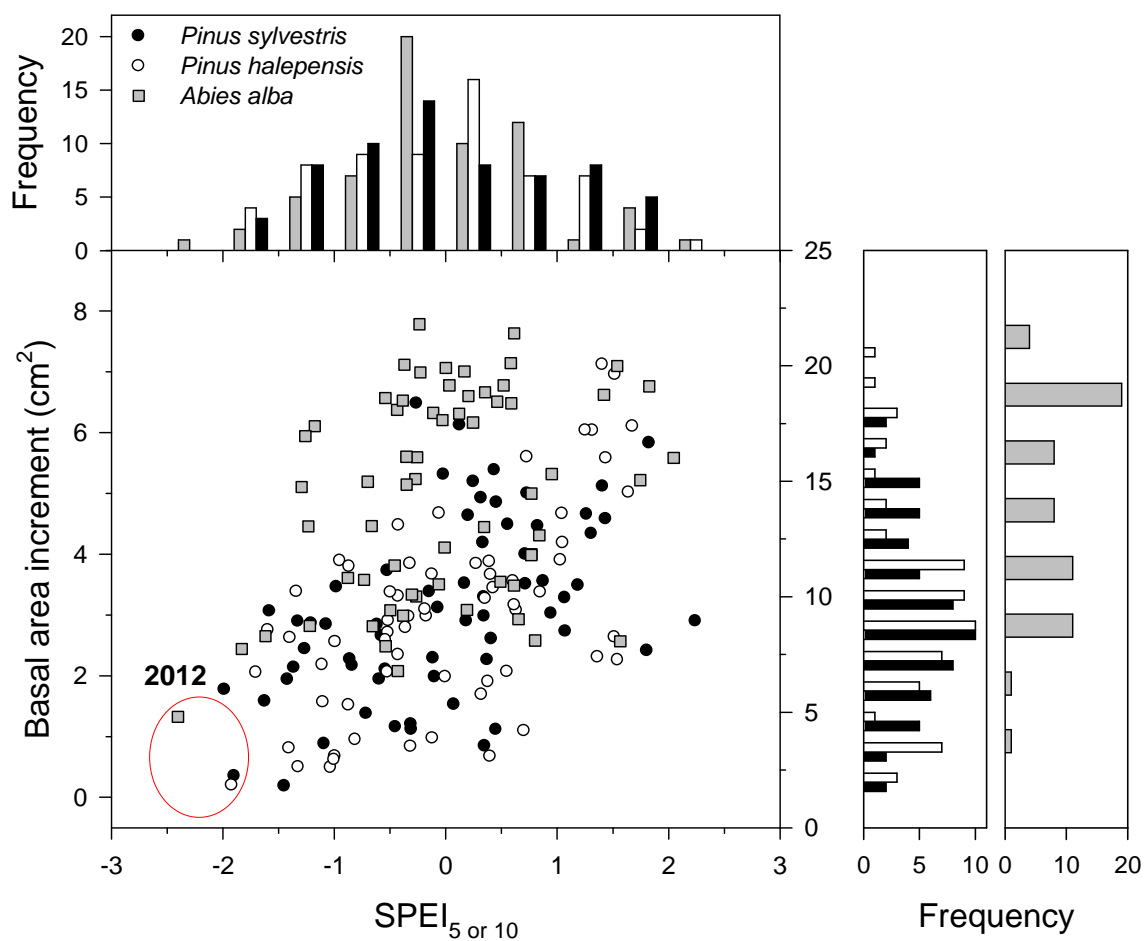 20
15
10
5
0
Frequency
Pinus sylvestris
Pinus halepensis
Abies alba
8
6
4
2
0
Basal area increment (cm²)
2012
25
20
15
10
5
0
-3 -2 -1 0 1 2 3
SPEI₅ or ₁₀
0 5 10
0 10 20
Frequency